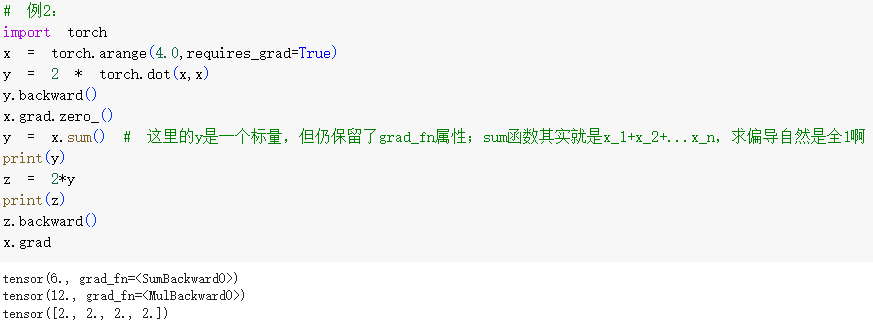 # 例2:
import torch
x = torch.arange(4.0,requires_grad=True)
y = 2 * torch.dot(x,x)
y.backward()
x.grad.zero_()
y = x.sum() # 这里的y是一个标量，但仍保留了grad_fn属性；sum函数其实就是x_1+x_2+...x_n，求偏导自然是全1啊
print(y)
z = 2*y
print(z)
z.backward()
x.grad
tensor(6., grad_fn=<SumBackward0>)
tensor(12., grad_fn=<MulBackward0>)
tensor([2., 2., 2., 2.])